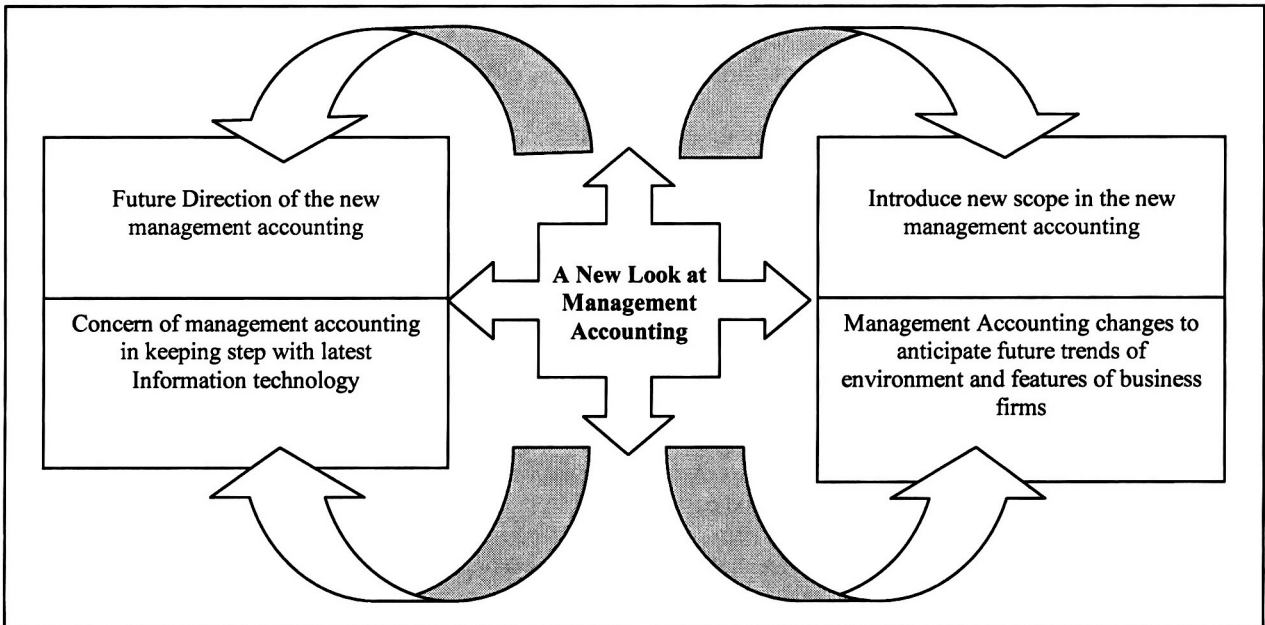 Future Direction of the new
management accounting
Concern of management accounting
in keeping step with latest
Information technology
A New Look at
Management
Accounting
Introduce new scope in the new
management accounting
Management Accounting changes to
anticipate future trends of
environment and features of business
firms